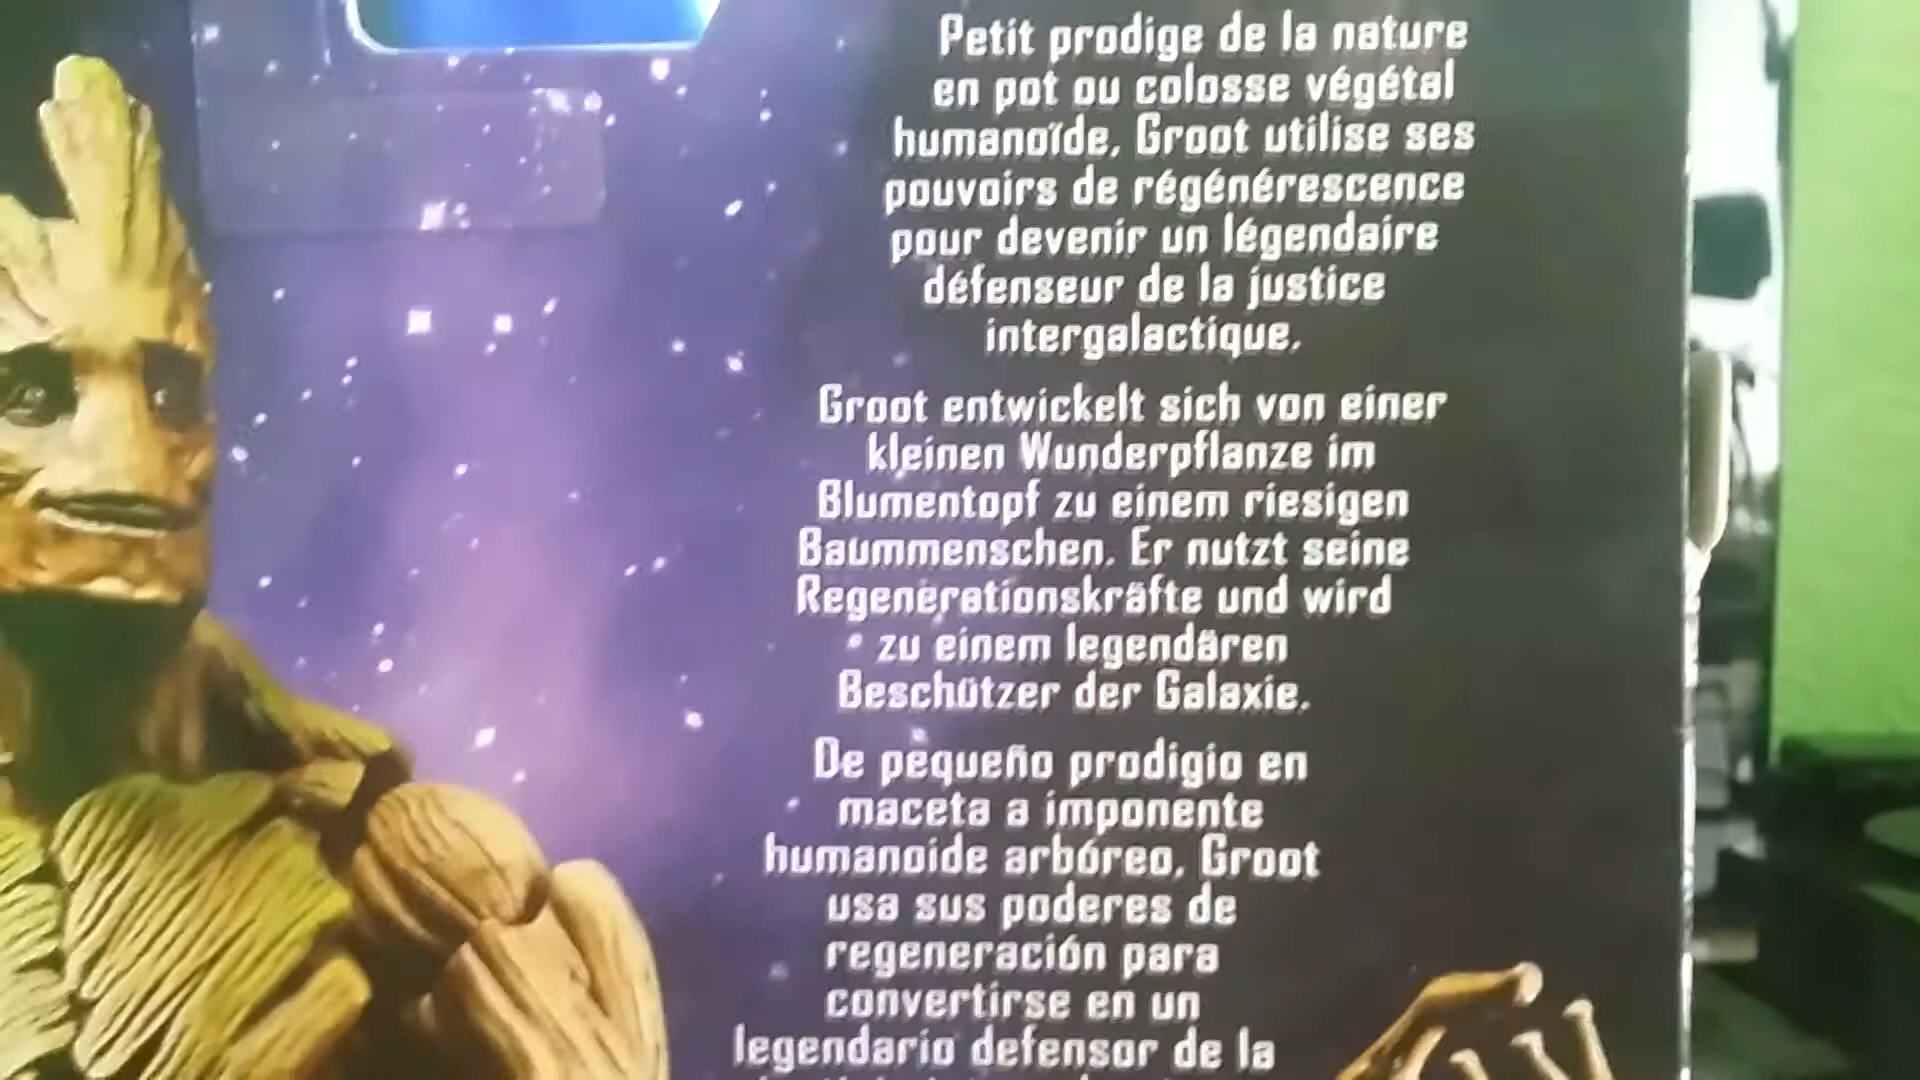 Petit prodige de la nature
en pot ou colosse végétal
humanoïde, Groot utilise ses
pouvoirs de régénérescence
pour devenir un légendaire
défenseur de la justice
intergalactique.
Groot entwickelt sich von einer
kleinen Wunderpflanze im
Blumentopf zu einem riesigen
Baummenschen. Er nutzt seine
Regenerationskräfte und wird
zu einem legendären
Beschützer der Galaxie.
De pequeño prodigio en
maceta a imponente
humanoide arbóreo, Groot
usa sus poderes de
regeneración para
convertirse en un
legendario defensor de la